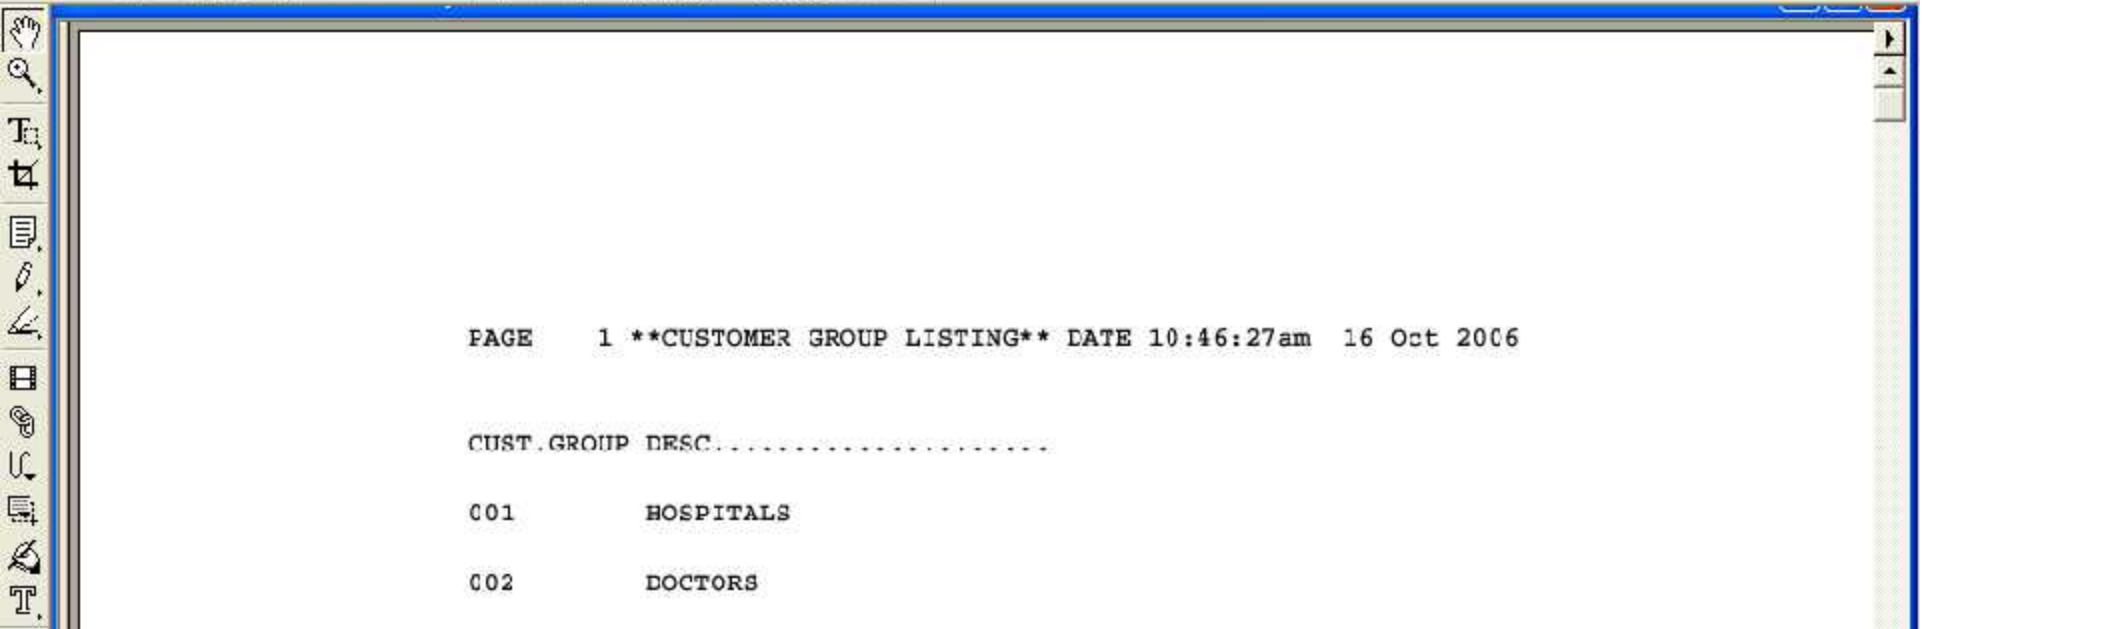 PAGE    1 **CUSTOMER GROUP LISTING** DATE 10:46:27am  16 Oct 2006
CUST.GROUP DESC.....................
001        HOSPITALS
002        DOCTORS